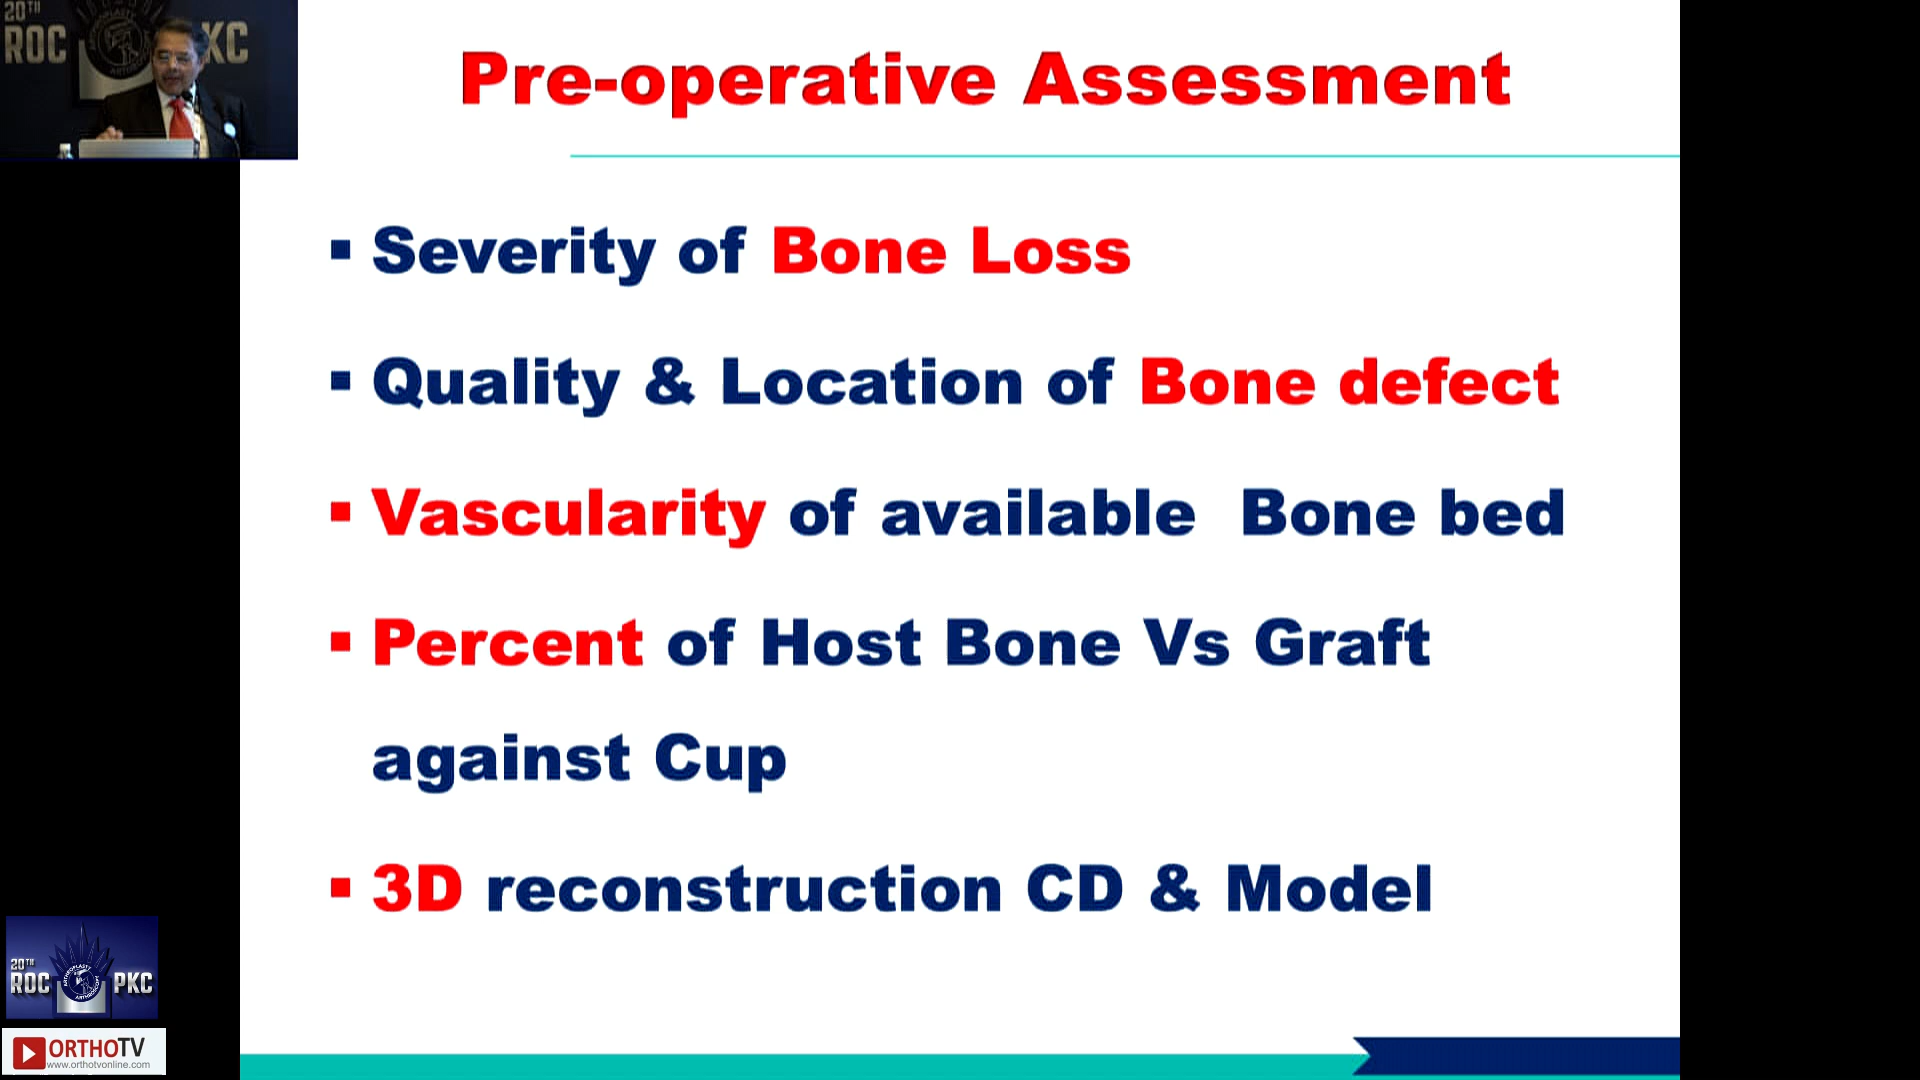 20TH
ROC
KC
Pre-operative Assessment
▪ Severity of Bone Loss
▪ Quality & Location of Bone defect
▪ Vascularity of available Bone bed
▪ Percent of Host Bone Vs Graft
against Cup
▪ 3D reconstruction CD & Model
20TH
ROC PKC
ARTHROPLASTY
ORTHOTV
www.orthotvonline.com